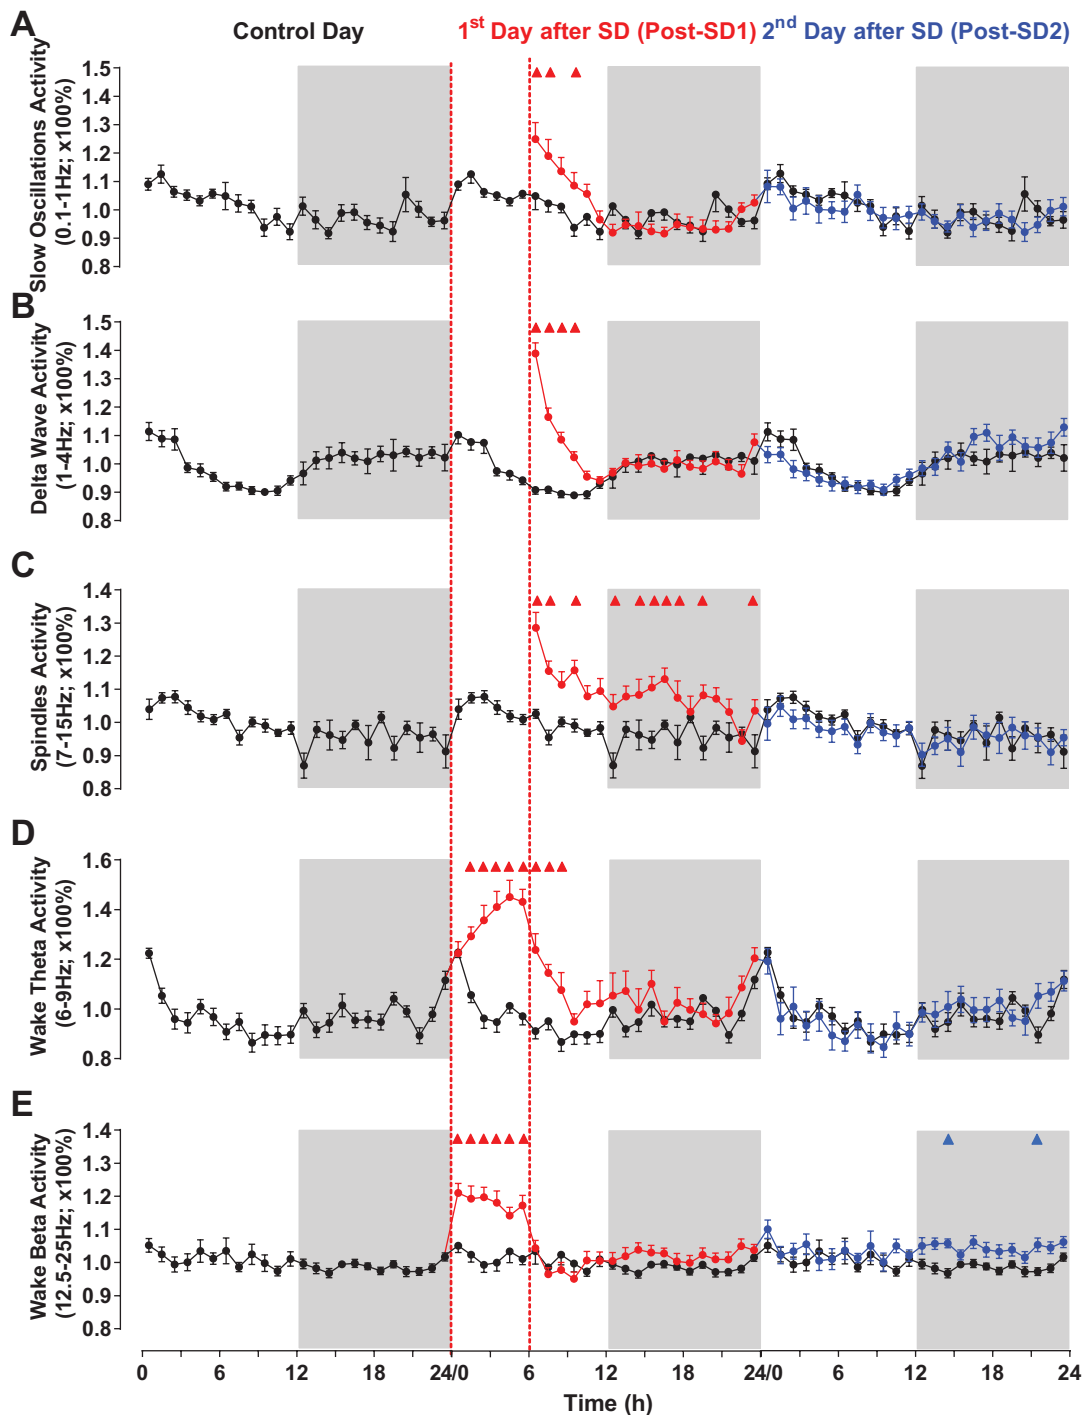 A
Control Day
1st Day after SD (Post-SD1)
2nd Day after SD (Post-SD2)
Slow Oscillations Activity
(0.1-1Hz; x100%)
1.5
1.4
1.3
1.2
1.1
1.0
0.9
0.8
B
Delta Wave Activity
(1-4Hz; x100%)
1.5
1.4
1.3
1.2
1.1
1.0
0.9
0.8
C
Spindles Activity
(7-15Hz; x100%)
1.4
1.3
1.2
1.1
1.0
0.9
0.8
D
Wake Theta Activity
(6-9Hz; x100%)
1.6
1.4
1.2
1.0
0.8
E
Wake Beta Activity
(12.5-25Hz; x100%)
1.4
1.3
1.2
1.1
1.0
0.9
0.8
0 6 12 18 24/0 6 12 18 24/0 6 12 18 24
Time (h)